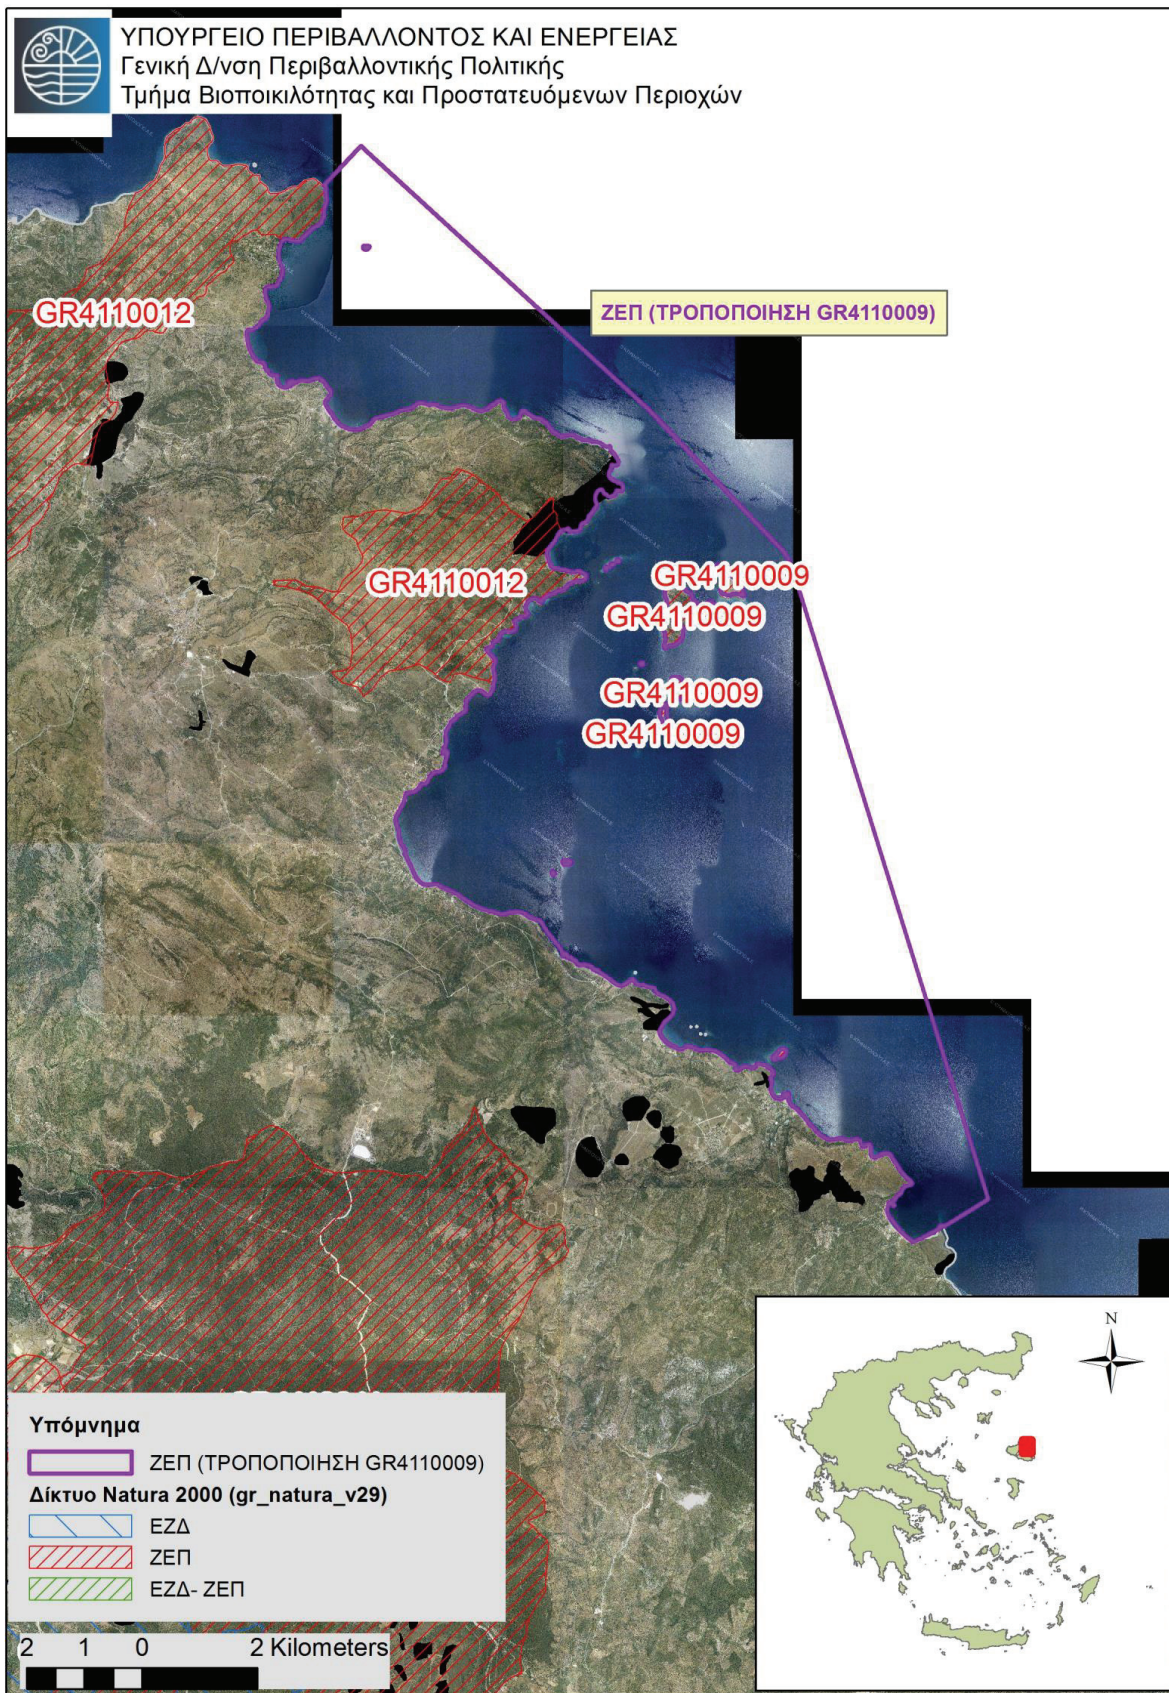 ΥΠΟΥΡΓΕΙΟ ΠΕΡΙΒΑΛΛΟΝΤΟΣ ΚΑΙ ΕΝΕΡΓΕΙΑΣ
Γενική Δ/νση Περιβαλλοντικής Πολιτικής
Τμήμα Βιοποικιλότητας και Προστατευόμενων Περιοχών
GR4110012
ΖΕΠ (ΤΡΟΠΟΠΟΙΗΣΗ GR4110009)
GR4110012
GR4110009
GR4110009
GR4110009
GR4110009
N
Υπόμνημα
ΖΕΠ (ΤΡΟΠΟΠΟΙΗΣΗ GR4110009)
Δίκτυο Natura 2000 (gr_natura_v29)
ΕΖΔ
ΖΕΠ
ΕΖΔ- ΖΕΠ
2 1 0 2 Kilometers